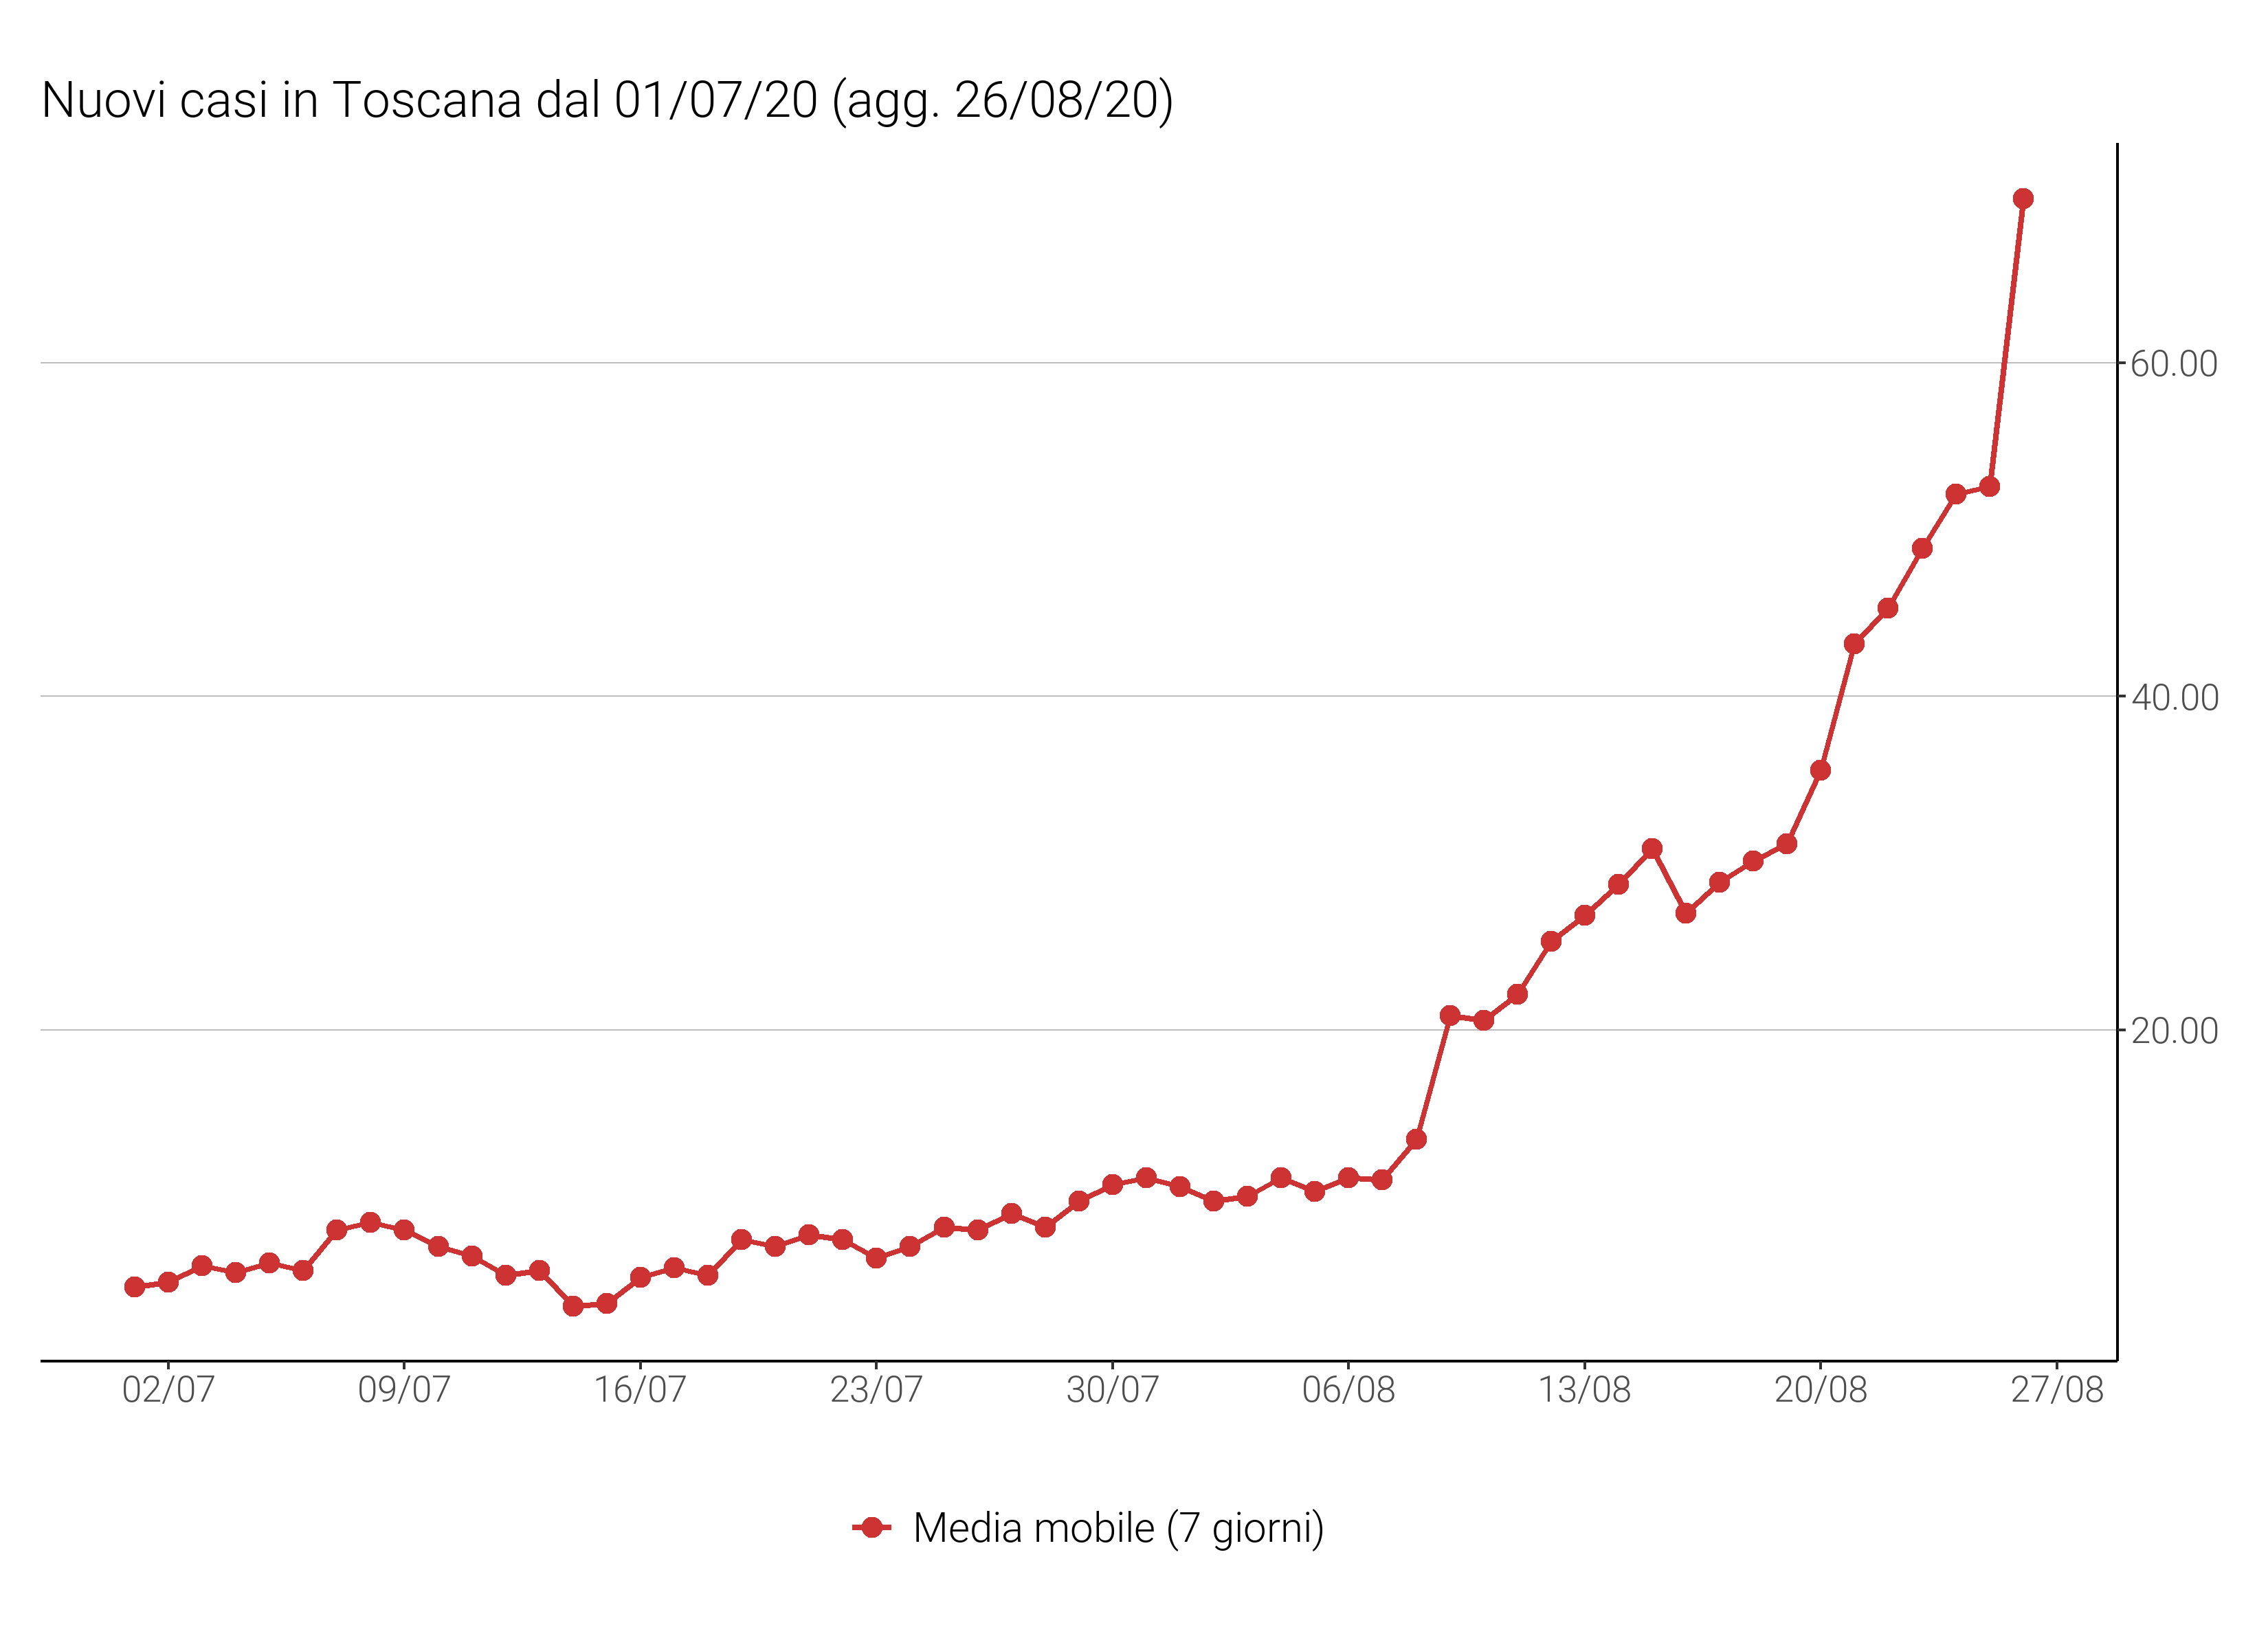 Nuovi casi in Toscana dal 01/07/20 (agg. 26/08/20)
60.00
40.00
20.00
02/07 09/07 16/07 23/07 30/07 06/08 13/08 20/08 27/08
Media mobile (7 giorni)